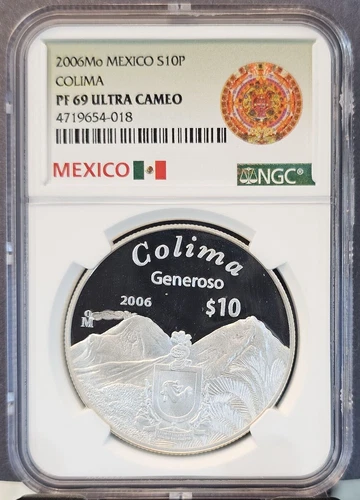 2006Mo MEXICO S10P
COLIMA
PF 69 ULTRA CAMEO
4719654-018
MEXICO
NGC®
Colima
Generoso
2006
$10